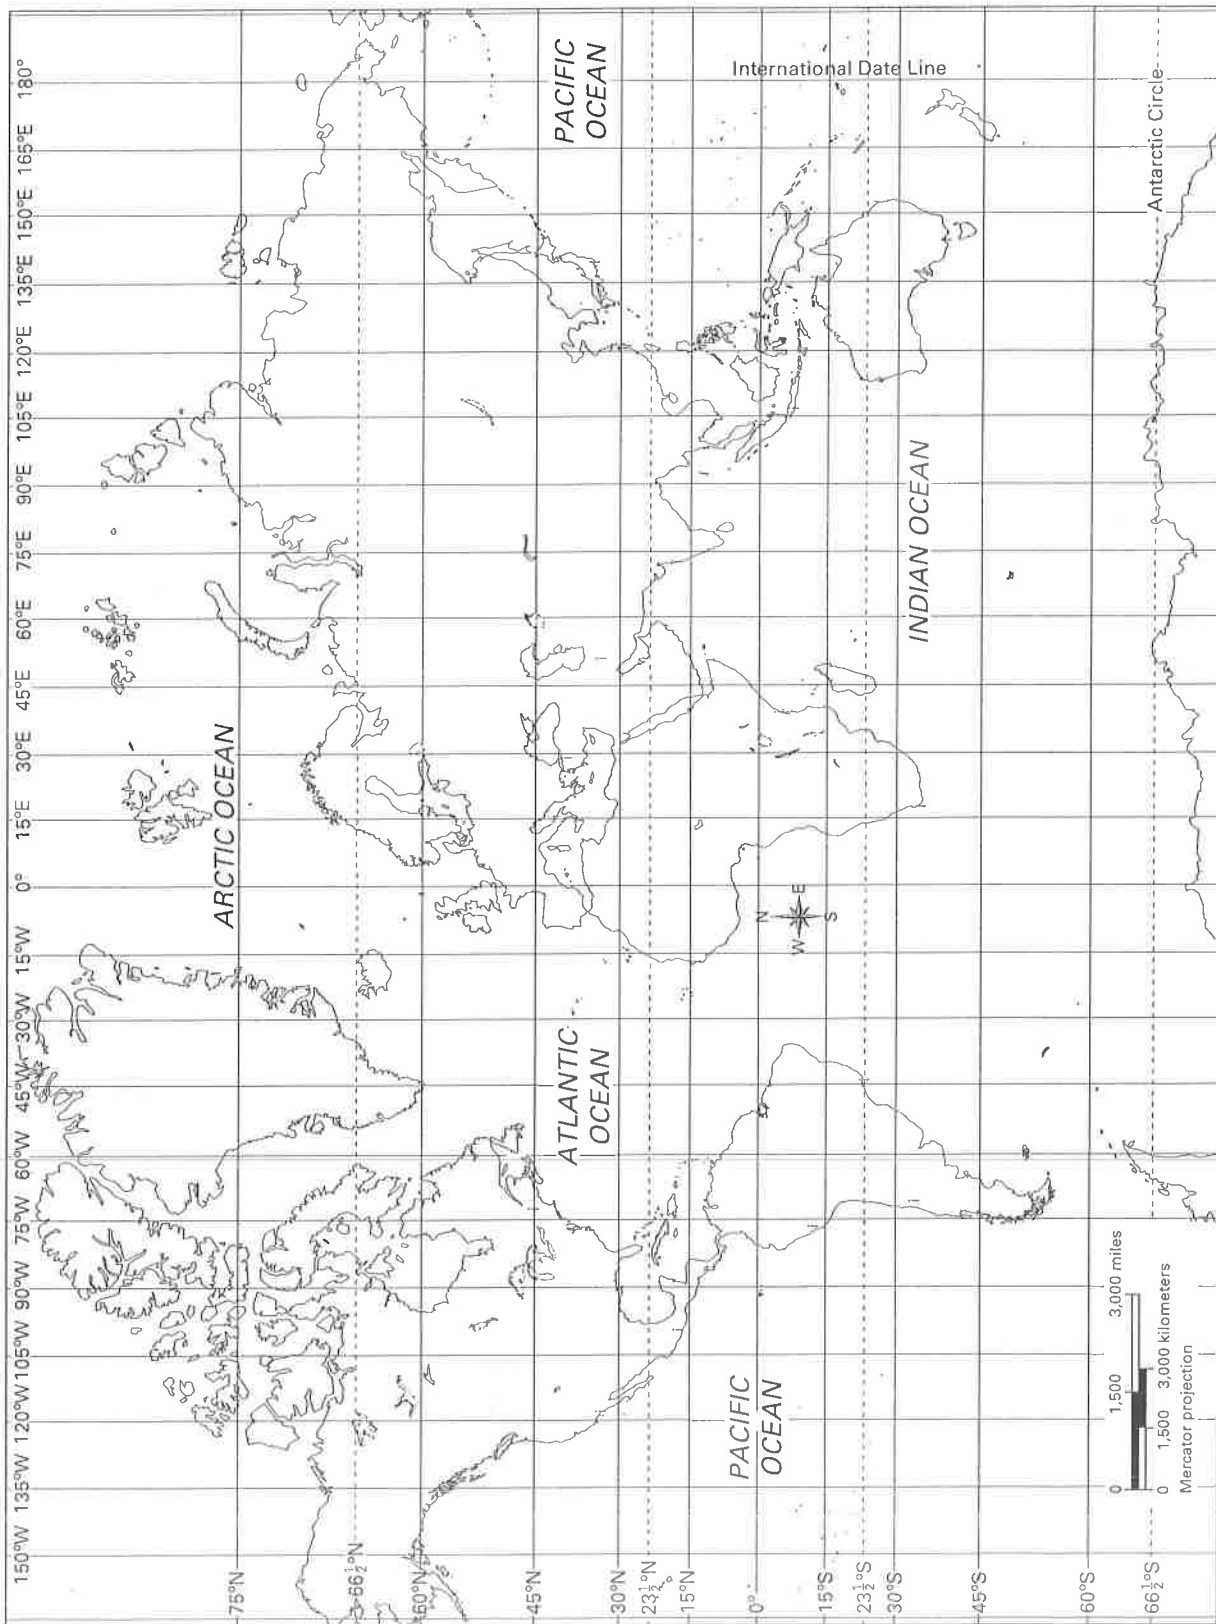 150°W
135°W
120°W
105°W
90°W
75°W
60°W
45°W
30°W
15°W
0°
15°E
30°E
45°E
60°E
75°E
90°E
105°E
120°E
135°E
150°E
165°E
180°
ARCTIC OCEAN
75°N
66½°N
60°N
45°N
30°N
23½°N
15°N
0°
15°S
23½°S
30°S
45°S
60°S
66½°S
PACIFIC
OCEAN
ATLANTIC
OCEAN
PACIFIC
OCEAN
International Date Line
N
W
E
S
INDIAN OCEAN
Antarctic Circle
0 1,500 3,000 miles
0 1,500 3,000 kilometers
Mercator projection